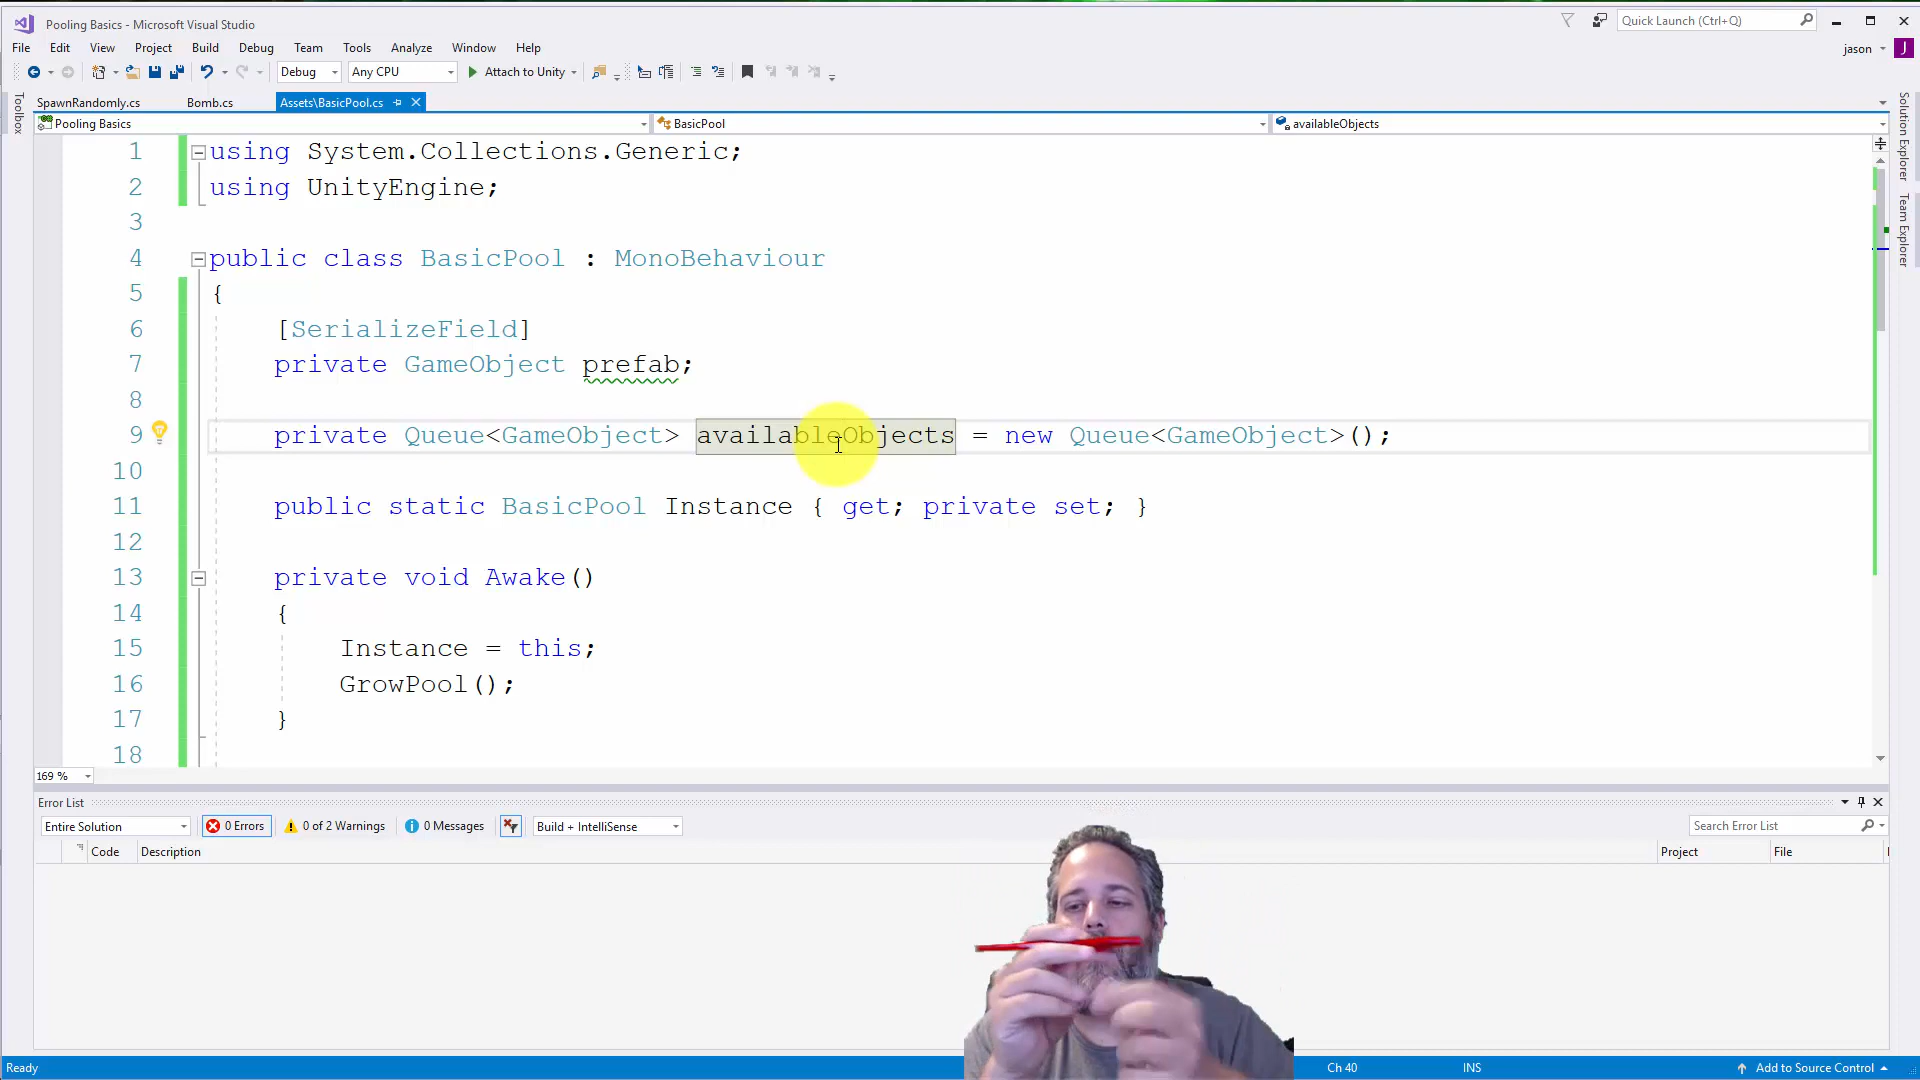 Pooling Basics - Microsoft Visual Studio
Quick Launch (Ctrl+Q)
File Edit View Project Build Debug Team Tools Analyze Window Help
jason J
Debug Any CPU Attach to Unity
SpawnRandomly.cs Bomb.cs Assets\BasicPool.cs
Toolbox
Solution Explorer
Team Explorer
Pooling Basics BasicPool availableObjects
1 using System.Collections.Generic;
2 using UnityEngine;
3
4 public class BasicPool : MonoBehaviour
5 {
6 [SerializeField]
7 private GameObject prefab;
8
9 private Queue<GameObject> availableObjects = new Queue<GameObject>();
10
11 public static BasicPool Instance { get; private set; }
12
13 private void Awake()
14 {
15 Instance = this;
16 GrowPool();
17 }
18
169 %
Error List
Entire Solution 0 Errors 0 of 2 Warnings 0 Messages Build + IntelliSense Search Error List
Code Description Project File
Ready Ch 40 INS Add to Source Control